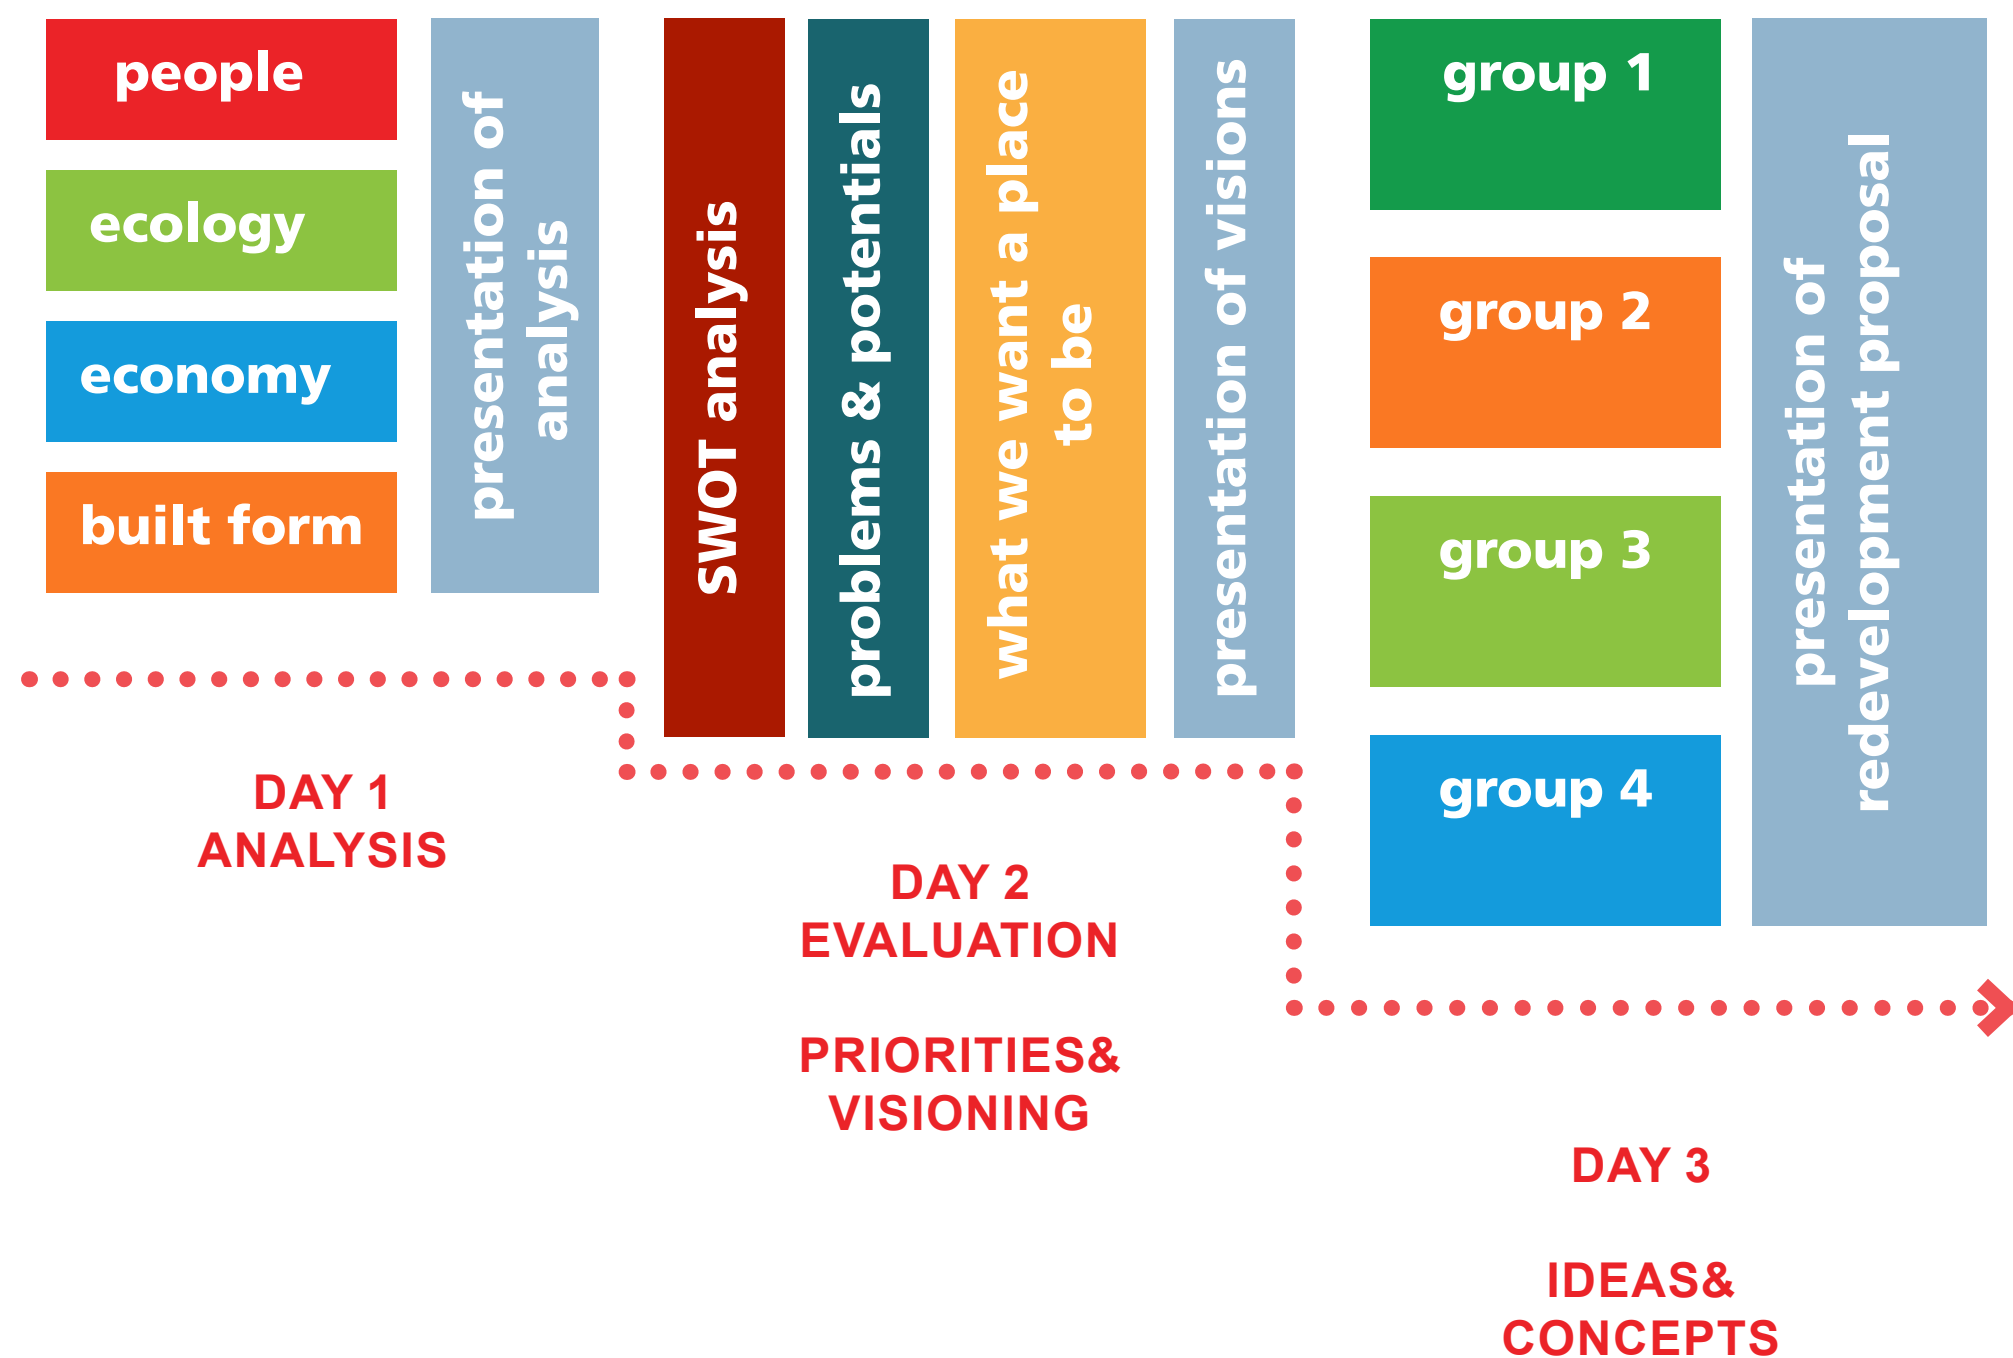 people
ecology
economy
built form
presentation of
analysis
SWOT analysis
problems & potentials
what we want a place
to be
presentation of visions
group 1
group 2
group 3
group 4
presentation of
redevelopment proposal
DAY 1
ANALYSIS
DAY 2
EVALUATION
PRIORITIES&
VISIONING
DAY 3
IDEAS&
CONCEPTS